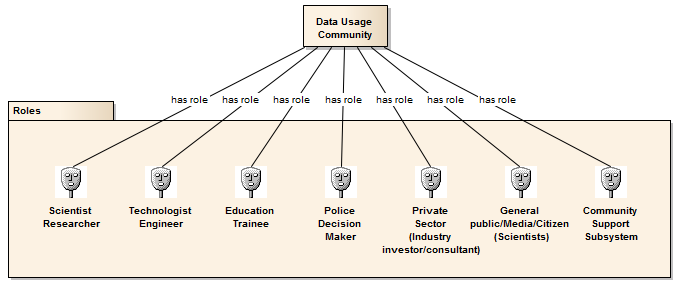 Data Usage
Community
has role has role has role has role has role has role has role
Roles
Scientist
Researcher
Technologist
Engineer
Education
Trainee
Police
Decision
Maker
Private
Sector
(Industry
investor/consultant)
General
public/Media/Citizen
(Scientists)
Community
Support
Subsystem